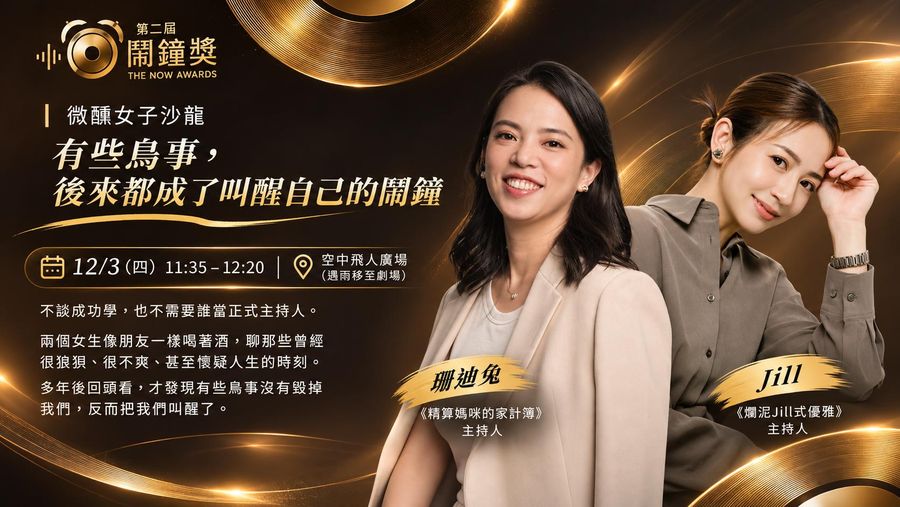 第二屆
鬧鐘獎
THE NOW AWARDS
微醺女子沙龍
有些鳥事，
後來都成了叫醒自己的鬧鐘
12/3（四） 11:35 – 12:20
空中飛人廣場
（遇雨移至劇場）
不談成功學，也不需要誰當正式主持人。
兩個女生像朋友一樣喝著酒，聊那些曾經
很狼狽、很不爽、甚至懷疑人生的時刻。
多年後回頭看，才發現有些鳥事沒有毀掉
我們，反而把我們叫醒了。
珊迪兔
《精算媽咪的家計簿》
主持人
Jill
《爛泥Jill式優雅》
主持人